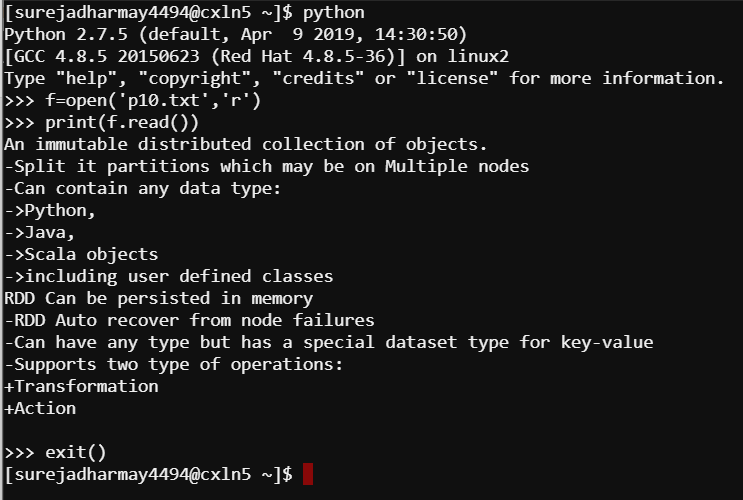 [surejadharmay4494@cxln5 ~]$ python
Python 2.7.5 (default, Apr  9 2019, 14:30:50)
[GCC 4.8.5 20150623 (Red Hat 4.8.5-36)] on linux2
Type "help", "copyright", "credits" or "license" for more information.
>>> f=open('p10.txt','r')
>>> print(f.read())
An immutable distributed collection of objects.
-Split it partitions which may be on Multiple nodes
-Can contain any data type:
->Python,
->Java,
->Scala objects
->including user defined classes
RDD Can be persisted in memory
-RDD Auto recover from node failures
-Can have any type but has a special dataset type for key-value
-Supports two type of operations:
+Transformation
+Action
>>> exit()
[surejadharmay4494@cxln5 ~]$